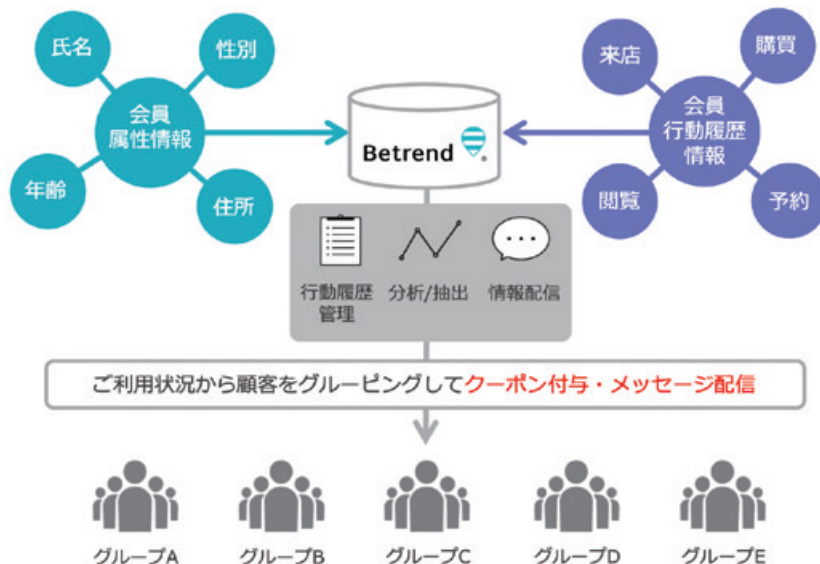 氏名
性別
会員
属性情報
年齢
住所
Betrend
来店
購買
会員
行動履歴
情報
閲覧
予約
行動履歴
管理
分析/抽出
情報配信
ご利用状況から顧客をグルーピングしてクーポン付与・メッセージ配信
グループA
グループB
グループC
グループD
グループE